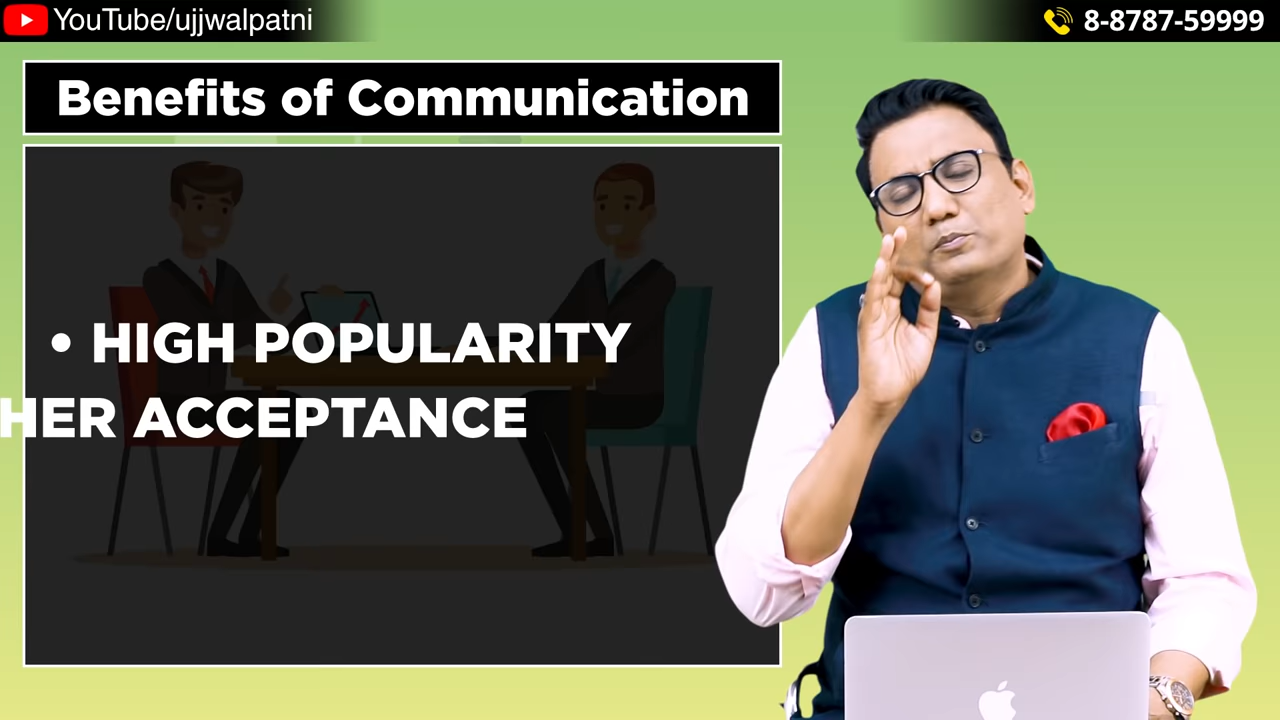 YouTube/ujjwalpatni
8-8787-59999
Benefits of Communication
• HIGH POPULARITY
HER ACCEPTANCE